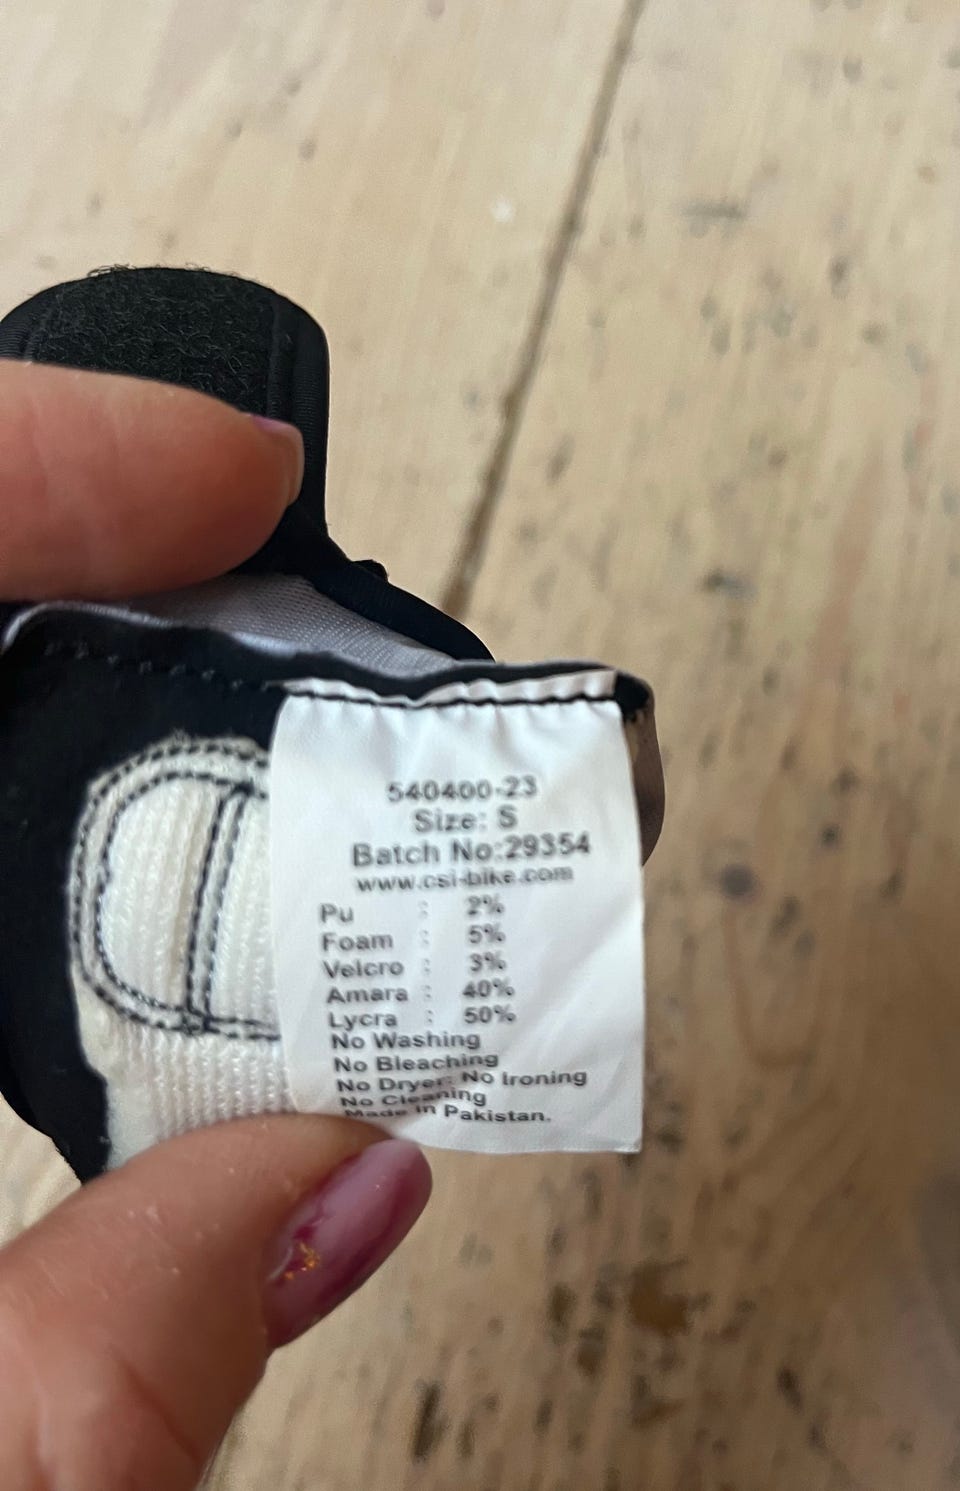 540400-23
Size: S
Batch No:29354
www.csi-bike.com
Pu : 2%
Foam : 5%
Velcro : 3%
Amara : 40%
Lycra : 50%
No Washing
No Bleaching
No Dryer: No Ironing
No Cleaning
Made in Pakistan.